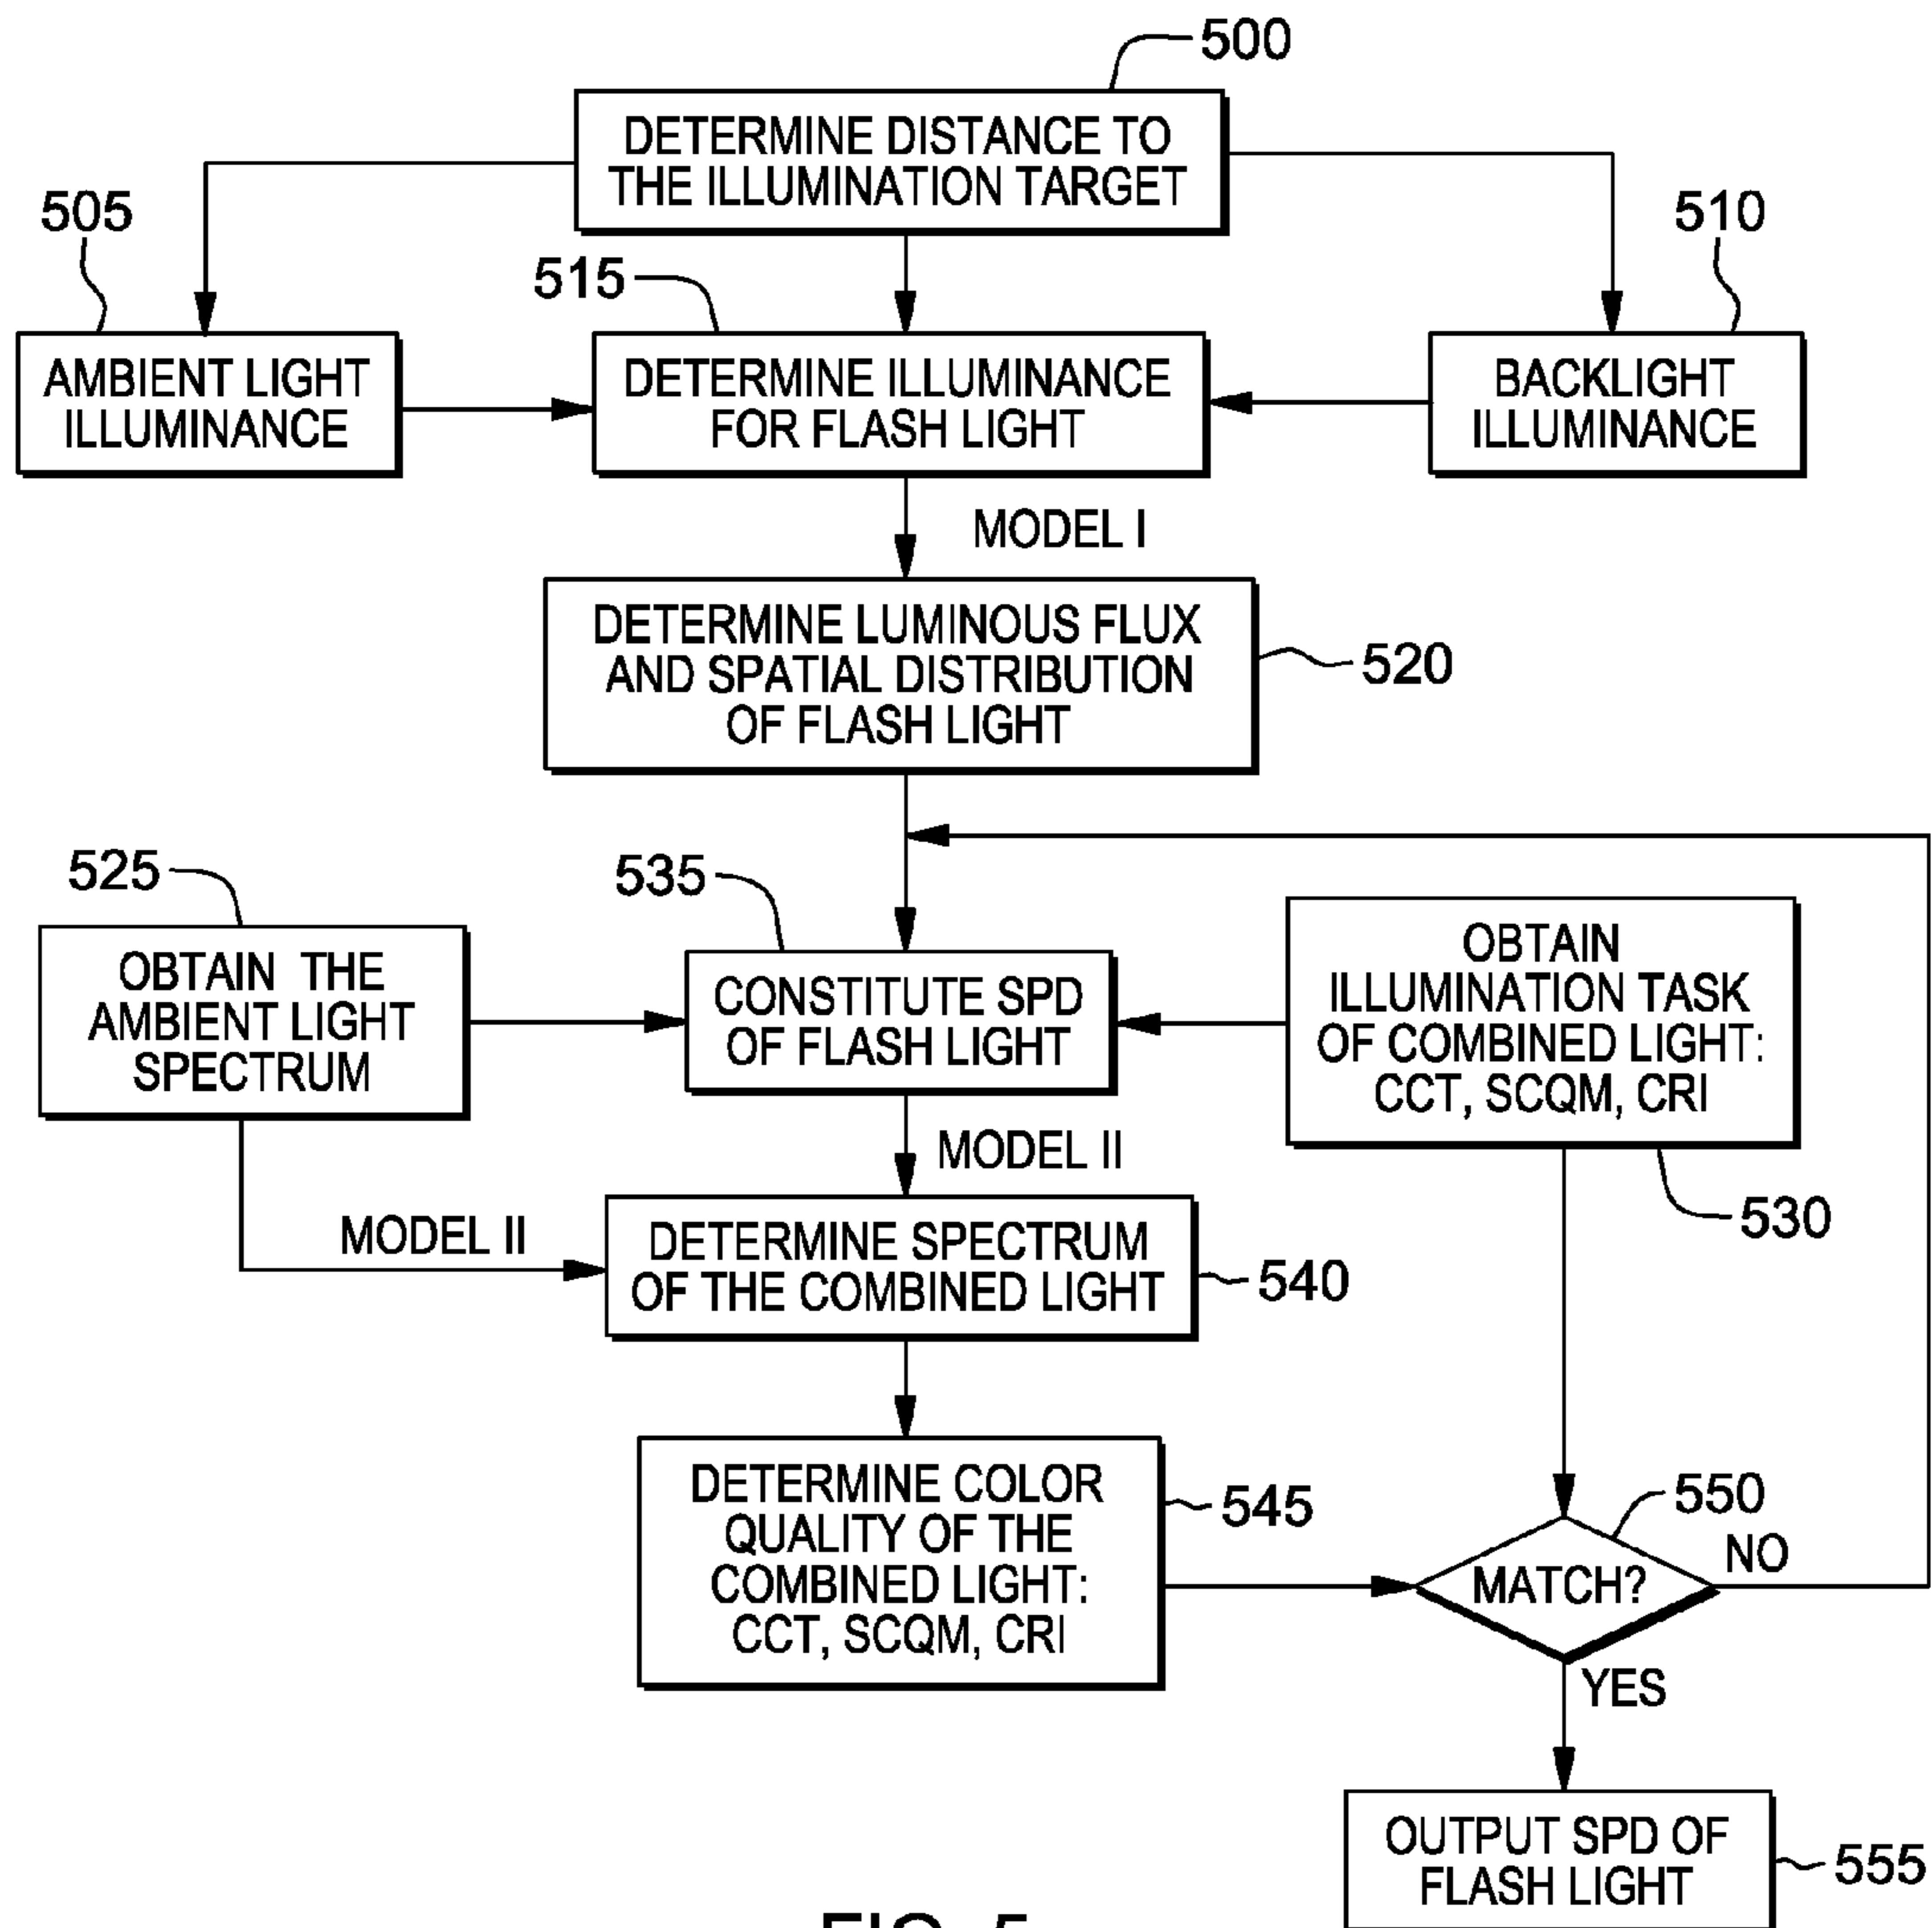 500
DETERMINE DISTANCE TO
THE ILLUMINATION TARGET
505
510
515
AMBIENT LIGHT
ILLUMINANCE
DETERMINE ILLUMINANCE
FOR FLASH LIGHT
BACKLIGHT
ILLUMINANCE
MODEL I
DETERMINE LUMINOUS FLUX
AND SPATIAL DISTRIBUTION
OF FLASH LIGHT
520
525
535
OBTAIN THE
AMBIENT LIGHT
SPECTRUM
CONSTITUTE SPD
OF FLASH LIGHT
OBTAIN
ILLUMINATION TASK
OF COMBINED LIGHT:
CCT, SCQM, CRI
MODEL II
530
MODEL II
DETERMINE SPECTRUM
OF THE COMBINED LIGHT
540
DETERMINE COLOR
QUALITY OF THE
COMBINED LIGHT:
CCT, SCQM, CRI
545
550
MATCH?
NO
YES
OUTPUT SPD OF
FLASH LIGHT
555
FIG. 5